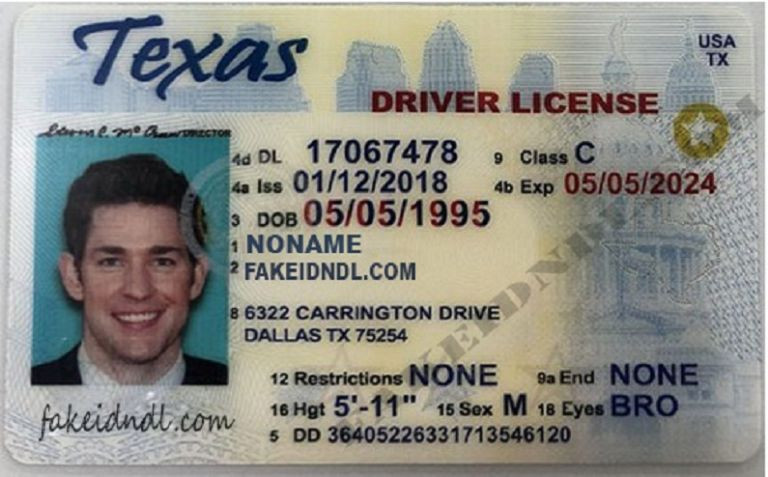 Texas
USA
TX
DRIVER LICENSE
DIRECTOR
4d DL 17067478 9 Class C
4a Iss 01/12/2018 4b Exp 05/05/2024
3 DOB 05/05/1995
1 NONAME
2 FAKEIDNDL.COM
8 6322 CARRINGTON DRIVE
DALLAS TX 75254
12 Restrictions NONE 9a End NONE
16 Hgt 5'-11" 15 Sex M 18 Eyes BRO
5 DD 36405226331713546120
fakeidndl.com
FAKEIDNDL.COM